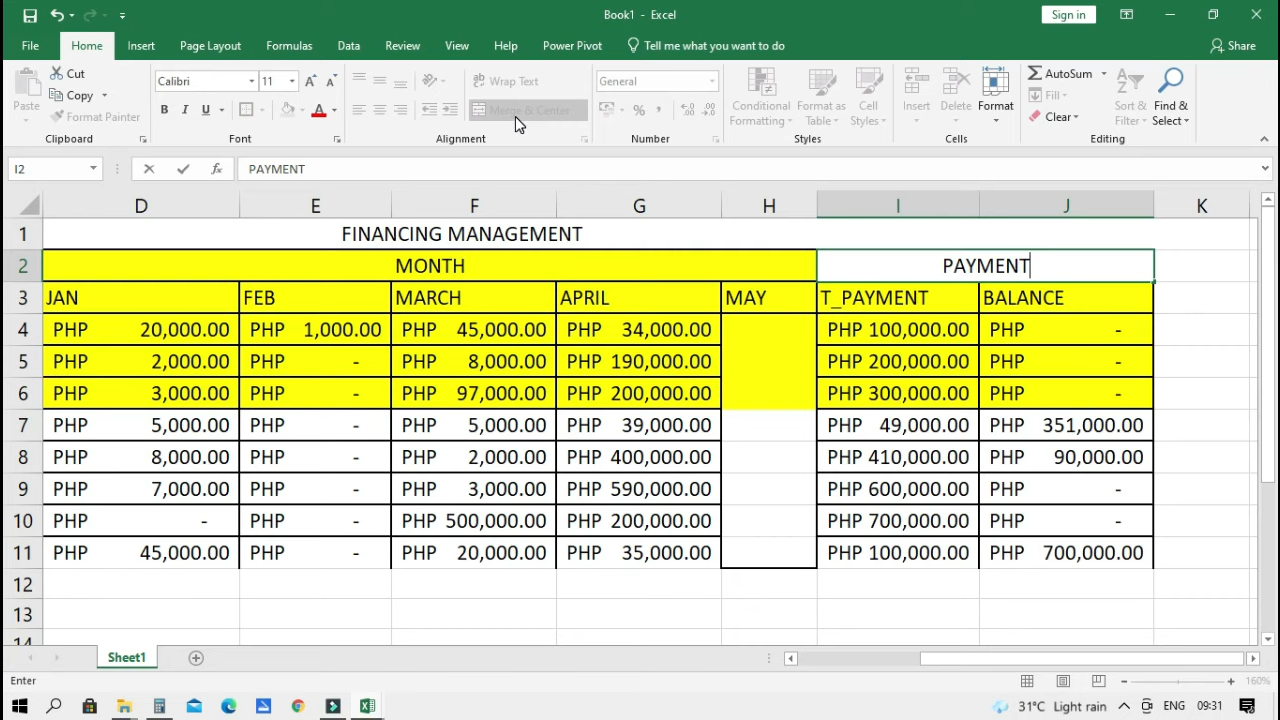 Book1 - Excel
Sign in
File Home Insert Page Layout Formulas Data Review View Help Power Pivot Tell me what you want to do Share
Paste
Cut
Copy
Format Painter
Clipboard
Calibri 11
B I U
Font
Wrap Text
Merge & Center
Alignment
General
%
Number
Conditional Formatting
Format as Table
Cell Styles
Styles
Insert
Delete
Format
Cells
AutoSum
Fill
Clear
Sort & Filter
Find & Select
Editing
I2 fx PAYMENT
D E F G H I J K
1 FINANCING MANAGEMENT
2 MONTH PAYMENT
3 JAN FEB MARCH APRIL MAY T_PAYMENT BALANCE
4 PHP 20,000.00 PHP 1,000.00 PHP 45,000.00 PHP 34,000.00 PHP 100,000.00 PHP -
5 2,000.00 PHP - PHP 8,000.00 PHP 190,000.00 PHP 200,000.00 PHP -
6 PHP 3,000.00 PHP - PHP 97,000.00 PHP 200,000.00 PHP 300,000.00 PHP -
7 PHP 5,000.00 PHP - PHP 5,000.00 PHP 39,000.00 PHP 49,000.00 PHP 351,000.00
8 PHP 8,000.00 PHP - PHP 2,000.00 PHP 400,000.00 PHP 410,000.00 PHP 90,000.00
9 PHP 7,000.00 PHP - PHP 3,000.00 PHP 590,000.00 PHP 600,000.00 PHP -
10 PHP - PHP - PHP 500,000.00 PHP 200,000.00 PHP 700,000.00 PHP -
11 PHP 45,000.00 PHP - PHP 20,000.00 PHP 35,000.00 PHP 100,000.00 PHP 700,000.00
12
13
14
Sheet1
Enter 160%
31°C Light rain ENG 09:31